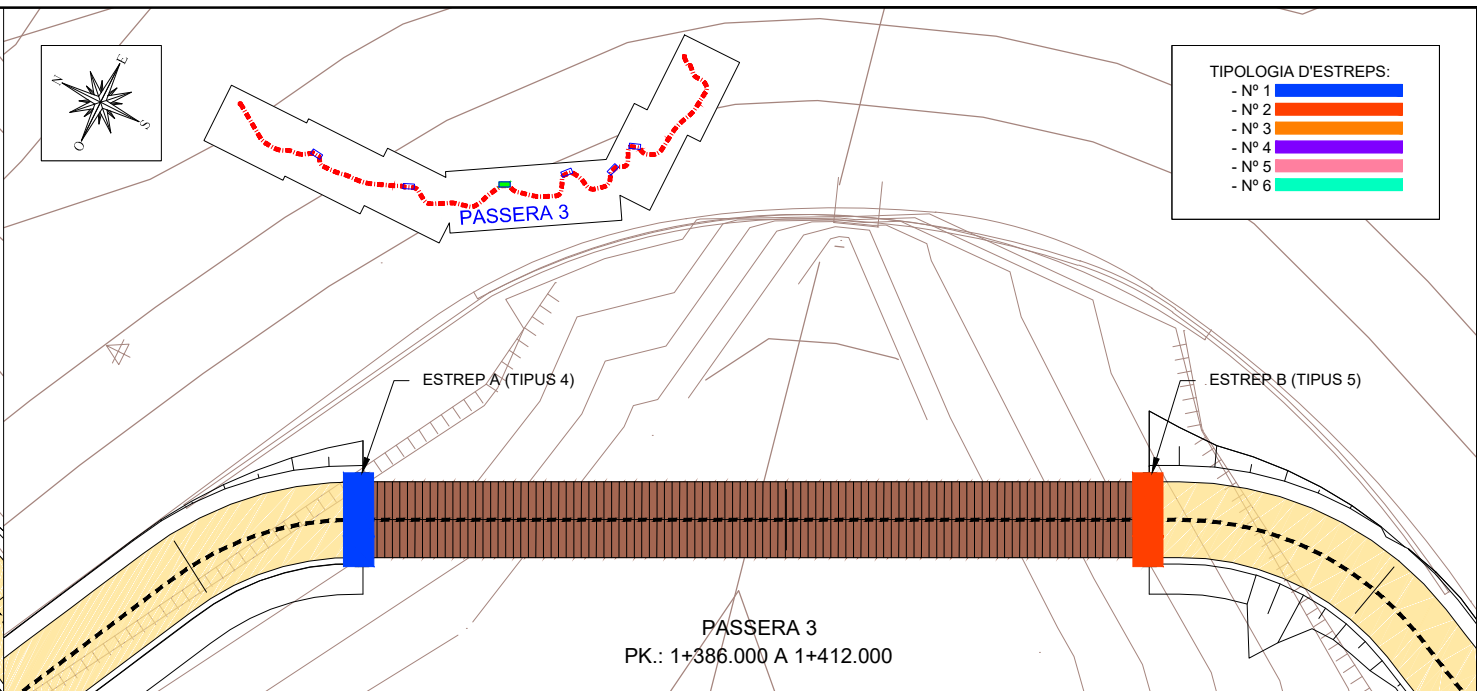 N
E
S
O
PASSERA 3
TIPOLOGIA D'ESTREPS:
- Nº 1
- Nº 2
- Nº 3
- Nº 4
- Nº 5
- Nº 6
ESTREP A (TIPUS 4)
ESTREP B (TIPUS 5)
PASSERA 3
PK.: 1+386.000 A 1+412.000